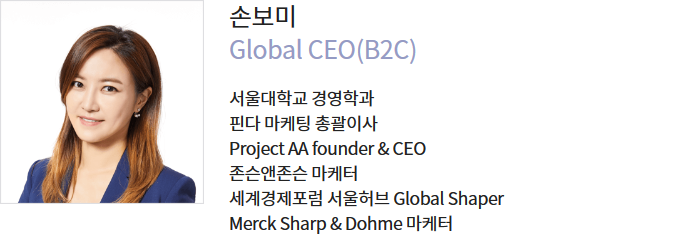 손보미
Global CEO(B2C)
서울대학교 경영학과
핀다 마케팅 총괄이사
Project AA founder & CEO
존슨앤존슨 마케터
세계경제포럼 서울허브 Global Shaper
Merck Sharp & Dohme 마케터